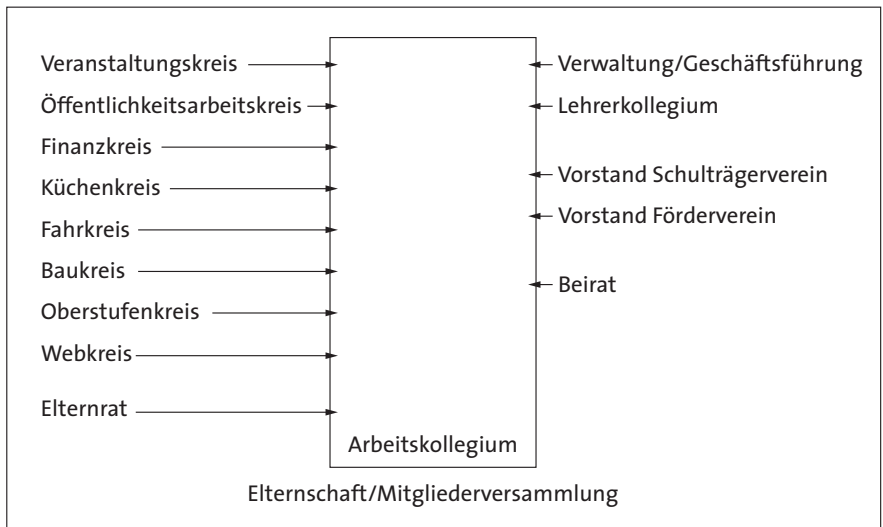 Veranstaltungskreis
Öffentlichkeitsarbeitskreis
Finanzkreis
Küchenkreis
Fahrkreis
Baukreis
Oberstufenkreis
Webkreis
Elternrat
Verwaltung/Geschäftsführung
Lehrerkollegium
Vorstand Schulträgerverein
Vorstand Förderverein
Beirat
Arbeitskollegium
Elternschaft/Mitgliederversammlung